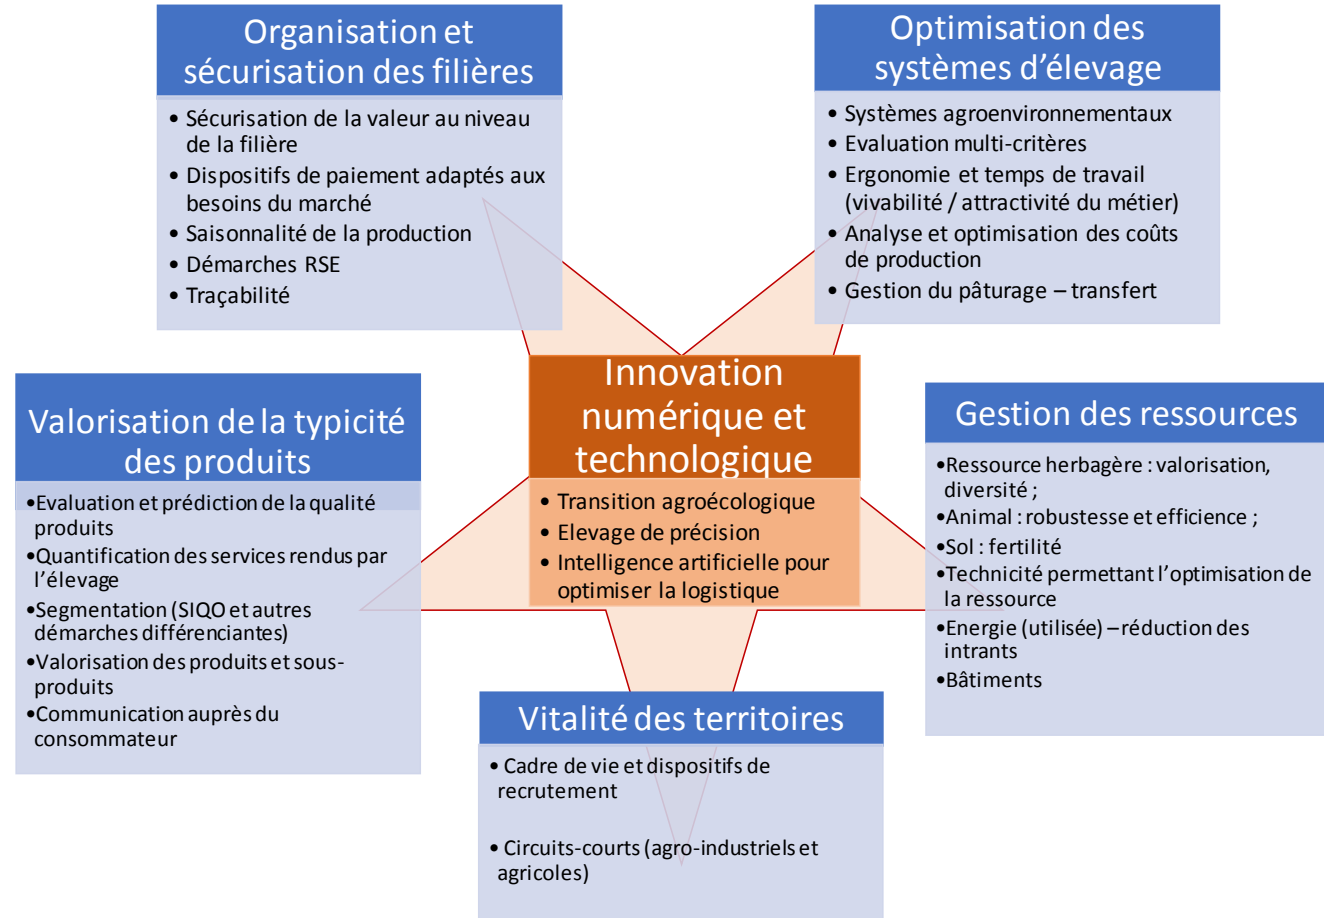 Organisation et
sécurisation des filières
• Sécurisation de la valeur au niveau
de la filière
• Dispositifs de paiement adaptés aux
besoins du marché
• Saisonnalité de la production
• Démarches RSE
• Traçabilité
Optimisation des
systèmes d’élevage
• Systèmes agroenvironnementaux
• Evaluation multi-critères
• Ergonomie et temps de travail
(vivabilité / attractivité du métier)
• Analyse et optimisation des coûts
de production
• Gestion du pâturage – transfert
Innovation
numérique et
technologique
• Transition agroécologique
• Elevage de précision
• Intelligence artificielle pour
optimiser la logistique
Valorisation de la typicité
des produits
•Evaluation et prédiction de la qualité
produits
•Quantification des services rendus par
l’élevage
•Segmentation (SIQO et autres
démarches différenciantes)
•Valorisation des produits et sous-
produits
•Communication auprès du
consommateur
Gestion des ressources
•Ressource herbagère : valorisation,
diversité ;
•Animal : robustesse et efficience ;
•Sol : fertilité
•Technicité permettant l’optimisation de
la ressource
•Energie (utilisée) – réduction des
intrants
•Bâtiments
Vitalité des territoires
• Cadre de vie et dispositifs de
recrutement
• Circuits-courts (agro-industriels et
agricoles)